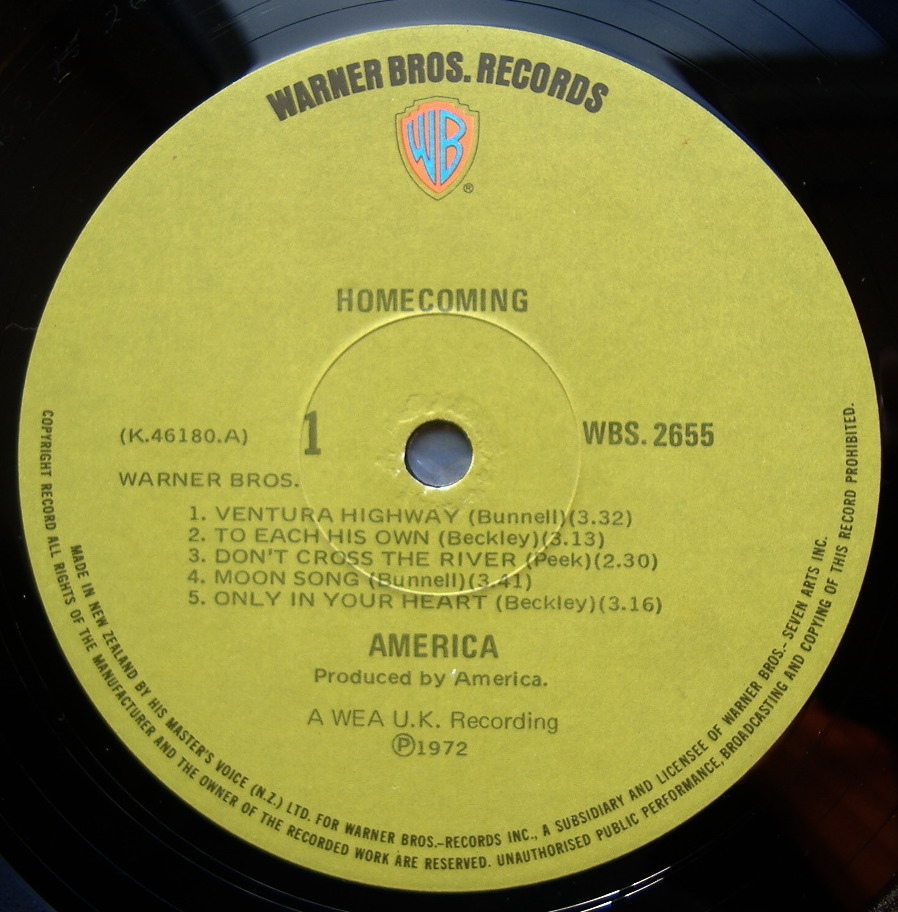 WARNER BROS. RECORDS
WB
®
HOMECOMING
(K.46180.A) 1 WBS. 2655
WARNER BROS.
1. VENTURA HIGHWAY (Bunnell)(3.32)
2. TO EACH HIS OWN (Beckley)(3.13)
3. DON'T CROSS THE RIVER (Peek)(2.30)
4. MOON SONG (Bunnell)(3.41)
5. ONLY IN YOUR HEART (Beckley)(3.16)
AMERICA
Produced by America.
A WEA U.K. Recording
Ⓟ1972
MADE IN NEW ZEALAND BY HIS MASTER'S VOICE (N.Z.) LTD. FOR WARNER BROS.-RECORDS INC., A SUBSIDIARY AND LICENSEE OF WARNER BROS.-SEVEN ARTS INC.
COPYRIGHT RECORD ALL RIGHTS OF THE MANUFACTURER AND THE OWNER OF THE RECORDED WORK ARE RESERVED. UNAUTHORISED PUBLIC PERFORMANCE, BROADCASTING AND COPYING OF THIS RECORD PROHIBITED.